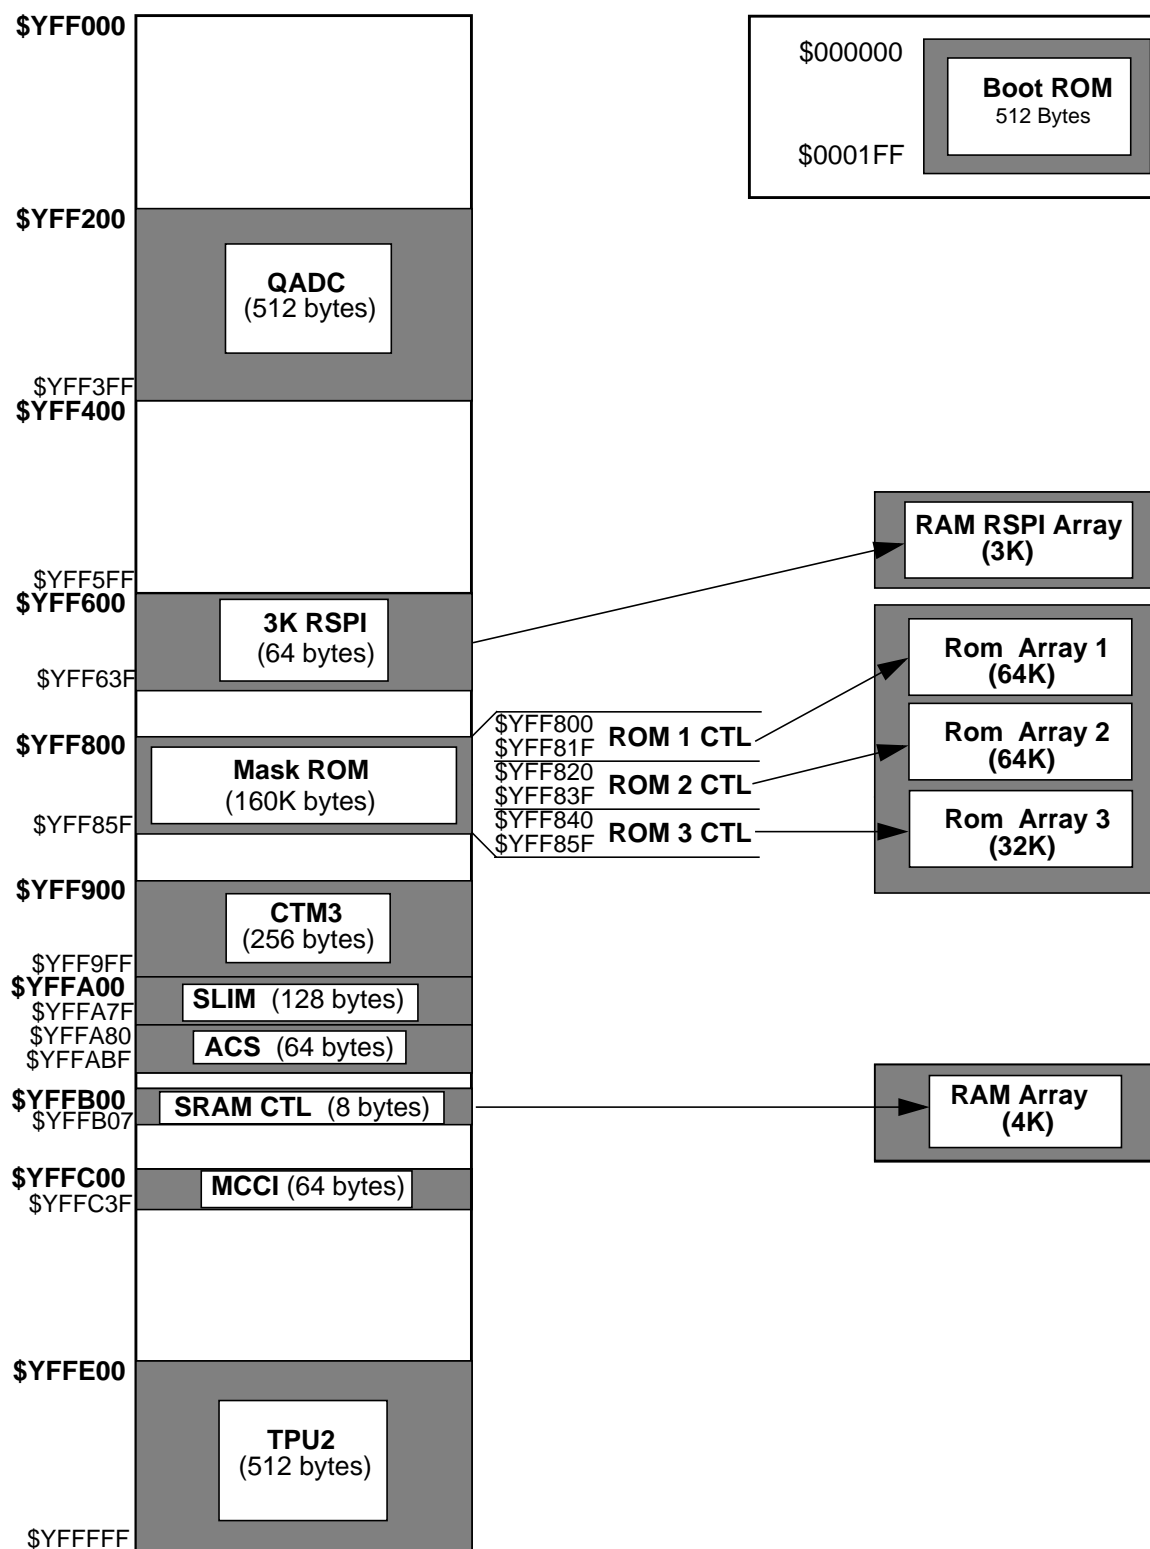 $YFF000
$000000
Boot ROM
512 Bytes
$0001FF
$YFF200
QADC
(512 bytes)
$YFF3FF
$YFF400
$YFF5FF
$YFF600
3K RSPI
(64 bytes)
$YFF63F
RAM RSPI Array
(3K)
Rom Array 1
(64K)
Rom Array 2
(64K)
Rom Array 3
(32K)
$YFF800
Mask ROM
(160K bytes)
$YFF85F
$YFF800
$YFF81F
ROM 1 CTL
$YFF820
$YFF83F
ROM 2 CTL
$YFF840
$YFF85F
ROM 3 CTL
$YFF900
CTM3
(256 bytes)
$YFF9FF
$YFFA00
SLIM (128 bytes)
$YFFA7F
$YFFA80
ACS (64 bytes)
$YFFABF
$YFFB00
SRAM CTL (8 bytes)
$YFFB07
RAM Array
(4K)
$YFFC00
MCCI (64 bytes)
$YFFC3F
$YFFE00
TPU2
(512 bytes)
$YFFFFF